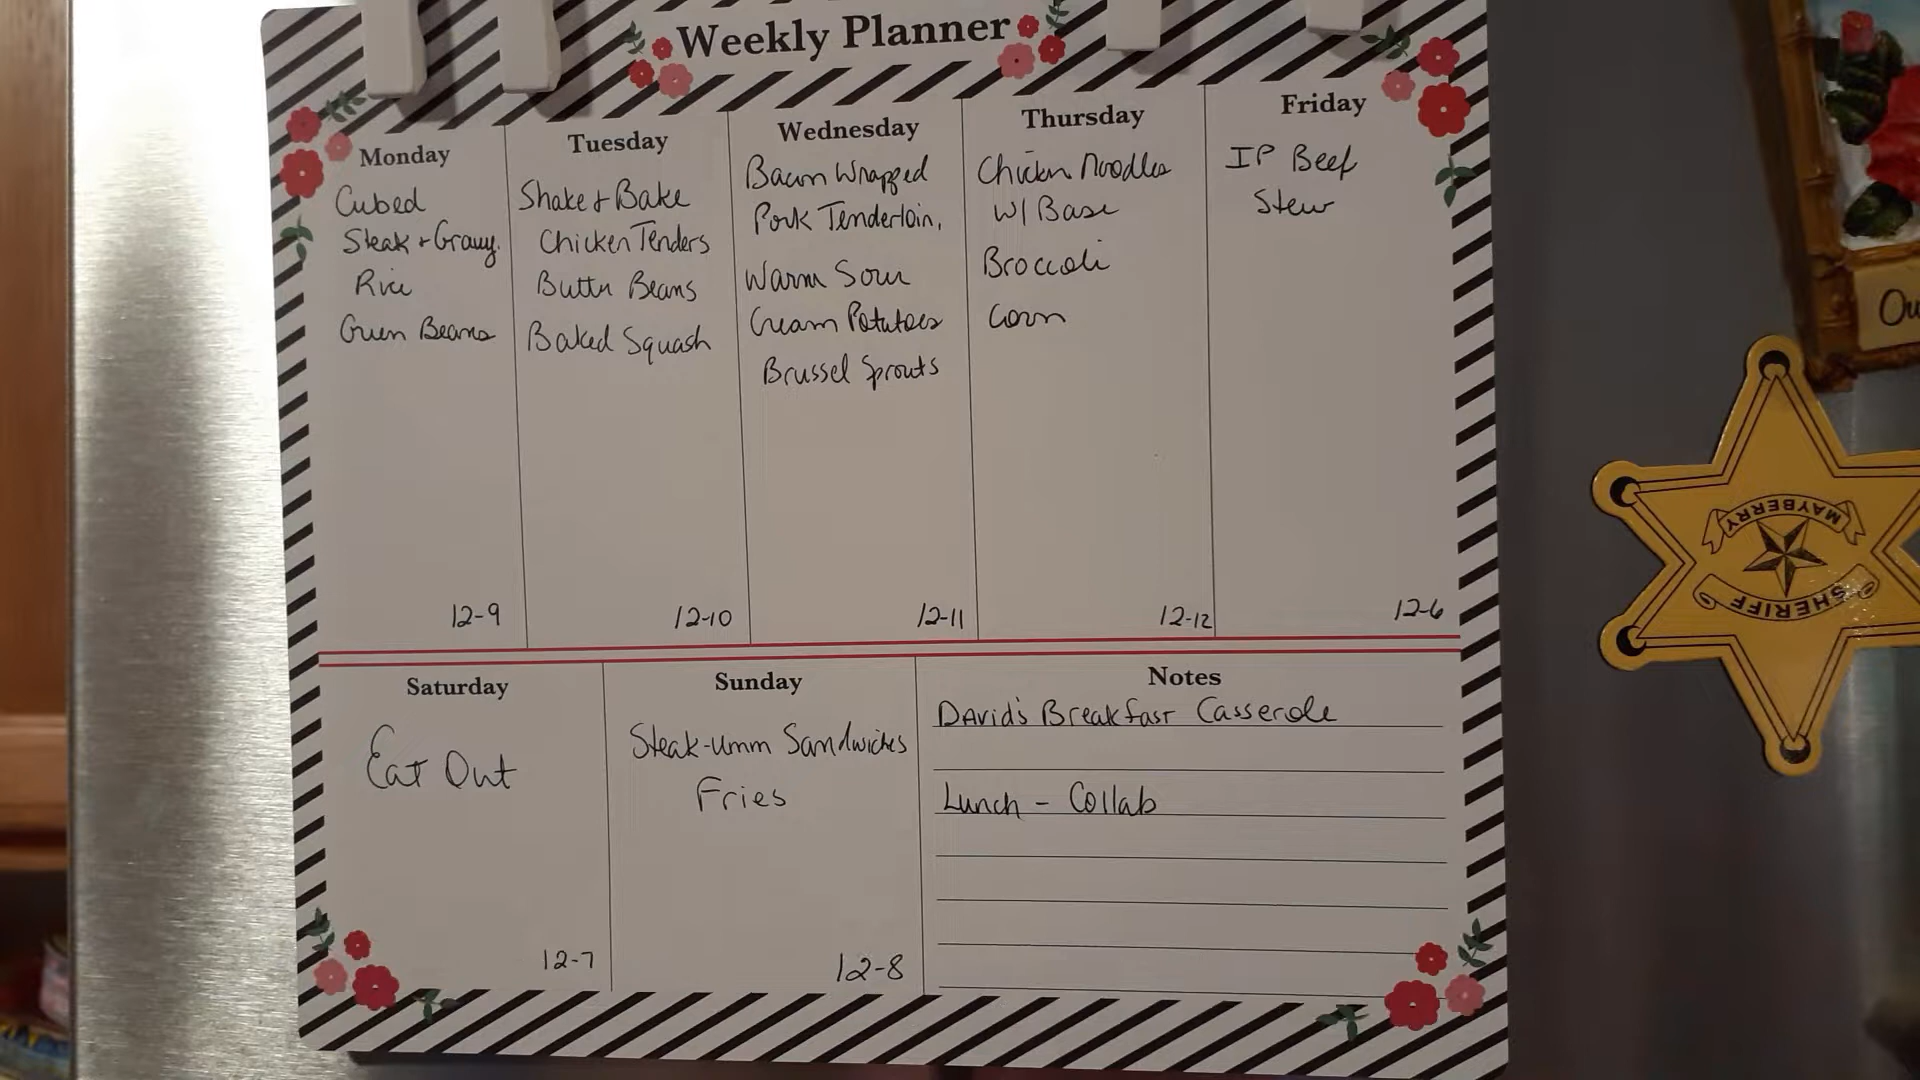 Weekly Planner
Monday
Cubed
Steak + Gravy
Rice
Green Beans
12-9
Tuesday
Shake + Bake
Chicken Tenders
Butter Beans
Baked Squash
12-10
Wednesday
Bacon Wrapped
Pork Tenderloin,
Warm Sour
Cream Potatoes
Brussel Sprouts
12-11
Thursday
Chicken Noodles
W/ Base
Broccoli
Corn
12-12
Friday
IP Beef
Stew
12-6
Saturday
Eat Out
12-7
Sunday
Steak-umm Sandwiches
Fries
12-8
Notes
David's Breakfast Casserole
Lunch - Collab
MAYBERRY
SHERIFF